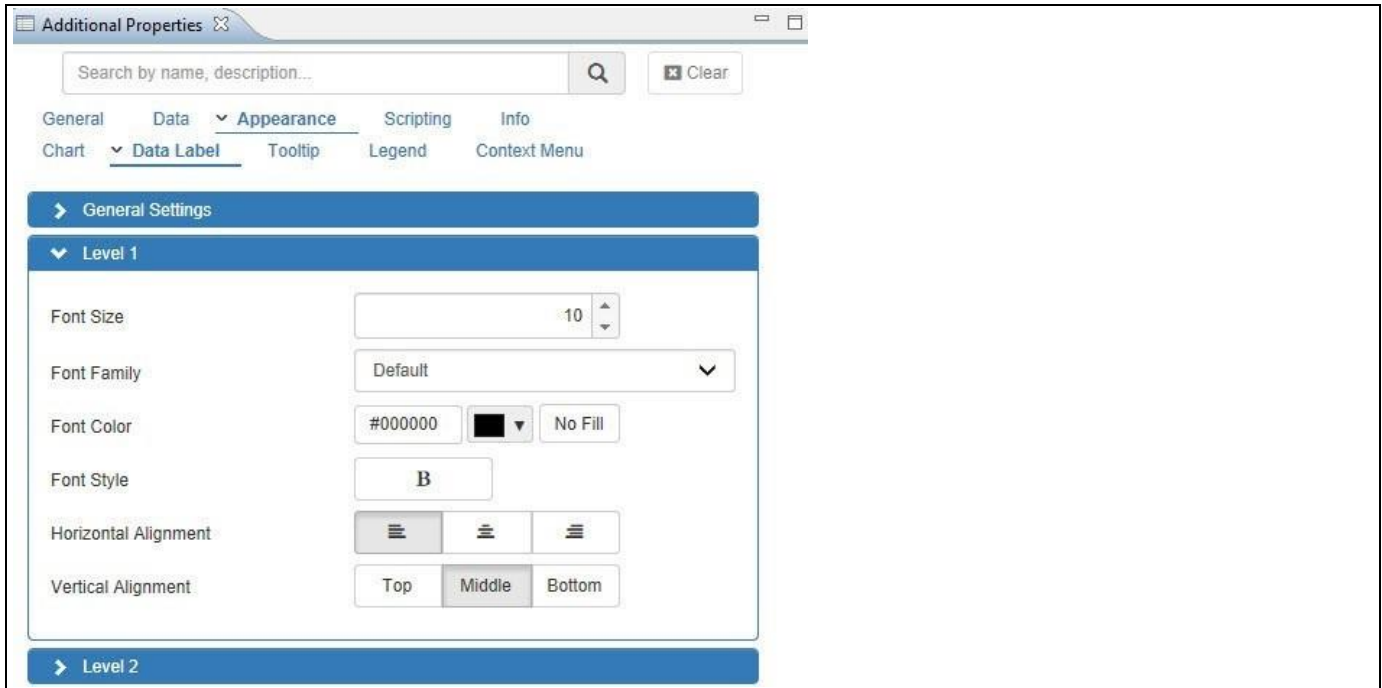 Additional Properties
Search by name, description... Clear
General Data Appearance Scripting Info
Chart Data Label Tooltip Legend Context Menu
General Settings
Level 1
Font Size 10
Font Family Default
Font Color #000000 No Fill
Font Style B
Horizontal Alignment
Vertical Alignment Top Middle Bottom
Level 2